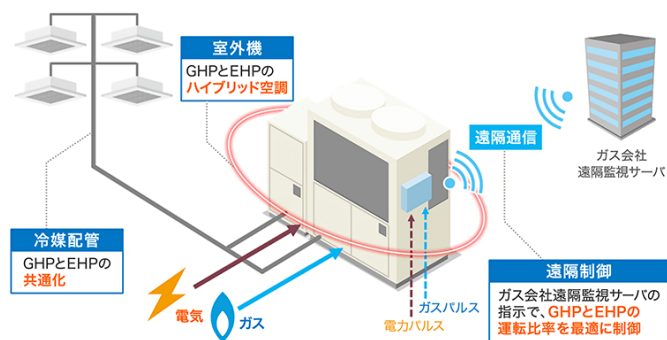 室外機
GHPとEHPの
ハイブリッド空調
遠隔通信
ガス会社
遠隔監視サーバ
冷媒配管
GHPとEHPの
共通化
電気
ガス
電力パルス
ガスパルス
遠隔制御
ガス会社遠隔監視サーバの
指示で、GHPとEHPの
運転比率を最適に制御